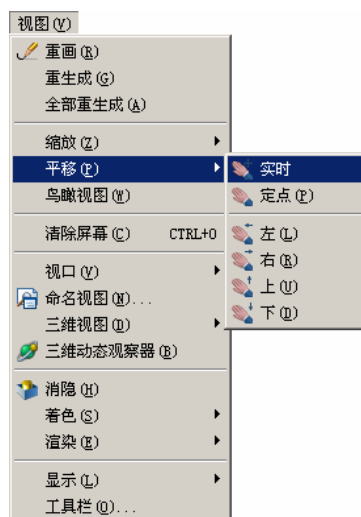 视图(V)
重画(R)
重生成(G)
全部重生成(A)
缩放(Z)
平移(P)
鸟瞰视图(W)
清除屏幕(C) CTRL+0
视口(V)
命名视图(N)...
三维视图(D)
三维动态观察器(B)
消隐(H)
着色(S)
渲染(E)
显示(L)
工具栏(O)...
实时
定点(P)
左(L)
右(R)
上(U)
下(D)